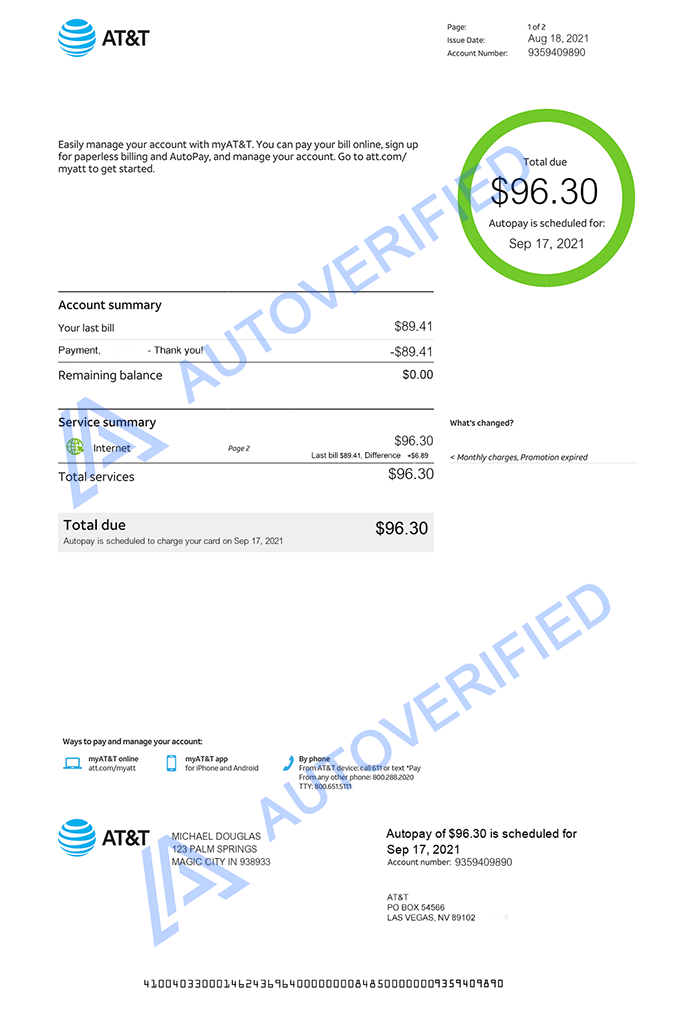 AT&T
Page: 1 of 2
Issue Date: Aug 18, 2021
Account Number: 9359409890
Easily manage your account with myAT&T. You can pay your bill online, sign up
for paperless billing and AutoPay, and manage your account. Go to att.com/
myatt to get started.
Total due
$96.30
Autopay is scheduled for:
Sep 17, 2021
Account summary
Your last bill $89.41
Payment, - Thank you! -$89.41
Remaining balance $0.00
Service summary
What's changed?
Internet Page 2 $96.30
Last bill $89.41, Difference +$6.89
< Monthly charges, Promotion expired
Total services $96.30
Total due $96.30
Autopay is scheduled to charge your card on Sep 17, 2021
AUTOVERIFIED
Ways to pay and manage your account:
myAT&T online
att.com/myatt
myAT&T app
for iPhone and Android
By phone
From AT&T device: call 611 or text *Pay
From any other phone: 800.288.2020
TTY: 800.651.5111
AT&T
MICHAEL DOUGLAS
123 PALM SPRINGS
MAGIC CITY IN 938933
Autopay of $96.30 is scheduled for
Sep 17, 2021
Account number: 9359409890
AT&T
PO BOX 54566
LAS VEGAS, NV 89102
AUTOVERIFIED
41004033000146243696400000000848500000009359409890